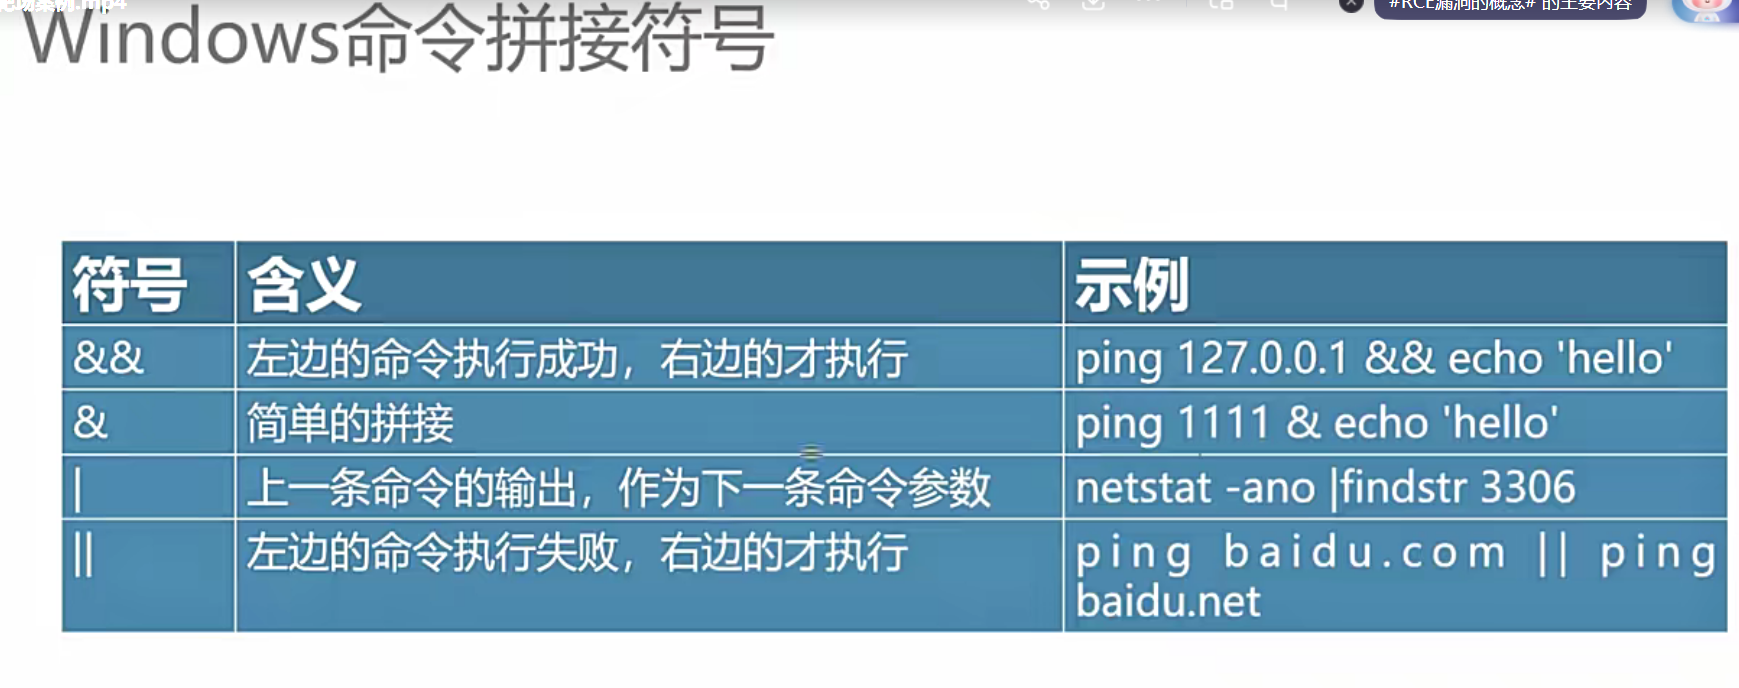 #RCE漏洞的概念# 的主要内容
Windows命令拼接符号
符号 含义 示例
&& 左边的命令执行成功，右边的才执行 ping 127.0.0.1 && echo 'hello'
& 简单的拼接 ping 1111 & echo 'hello'
| 上一条命令的输出，作为下一条命令参数 netstat -ano |findstr 3306
|| 左边的命令执行失败，右边的才执行 ping baidu.com || ping
baidu.net